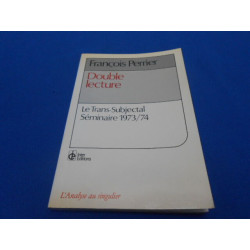 François Perrier
Double
lecture
Le Trans-Subjectal
Séminaire 1973/74
L'Analyse au singulier